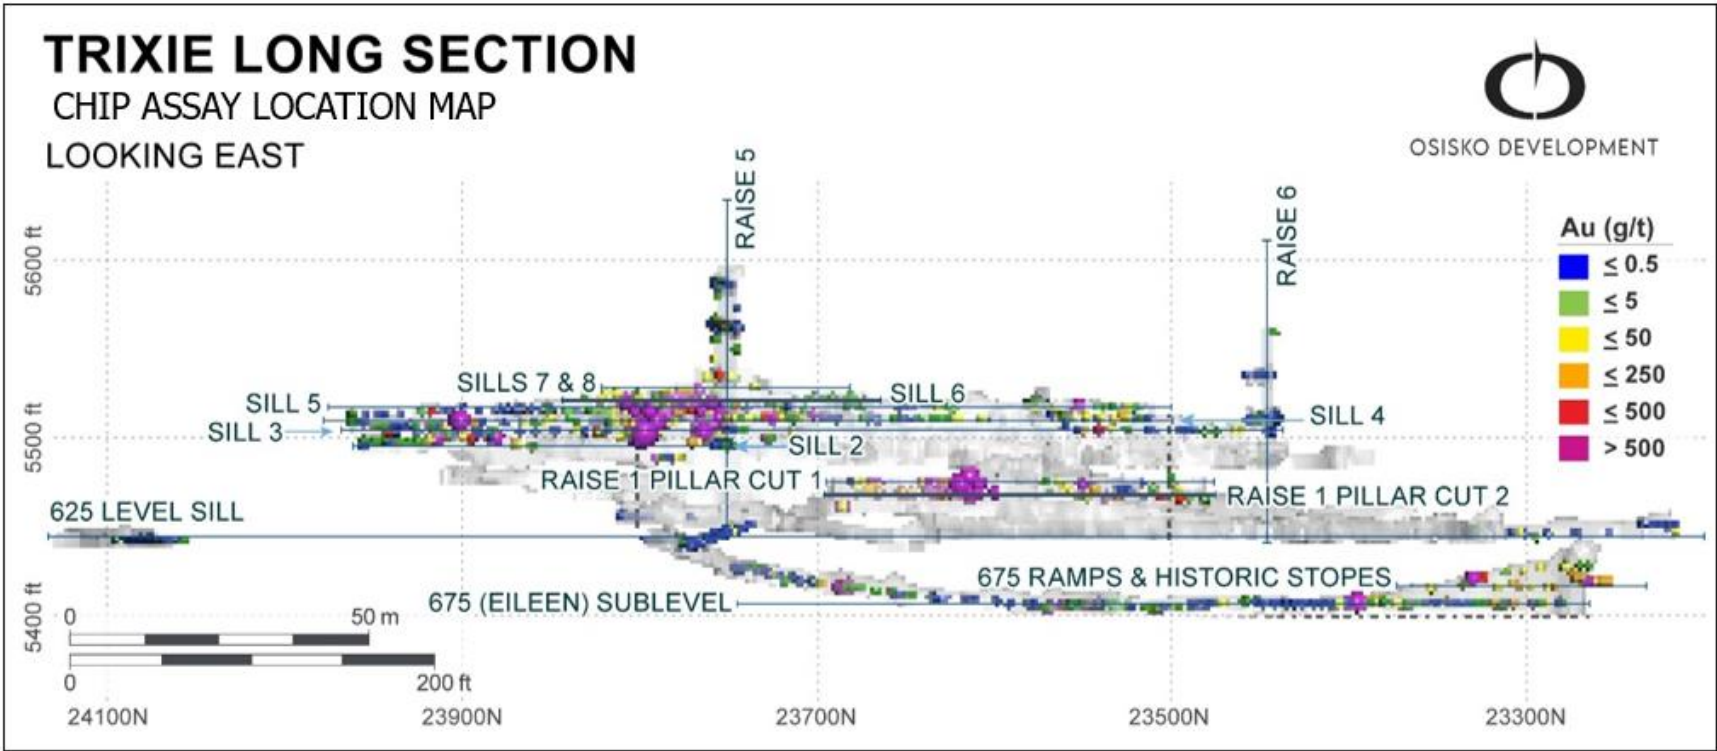 TRIXIE LONG SECTION
CHIP ASSAY LOCATION MAP
LOOKING EAST
OSISKO DEVELOPMENT
RAISE 5
RAISE 6
Au (g/t)
≤ 0.5
≤ 5
≤ 50
≤ 250
≤ 500
> 500
5600 ft
5500 ft
5400 ft
SILLS 7 & 8
SILL 6
SILL 5
SILL 4
SILL 3
SILL 2
RAISE 1 PILLAR CUT 1
RAISE 1 PILLAR CUT 2
625 LEVEL SILL
675 RAMPS & HISTORIC STOPES
675 (EILEEN) SUBLEVEL
0 50 m
0 200 ft
24100N 23900N 23700N 23500N 23300N